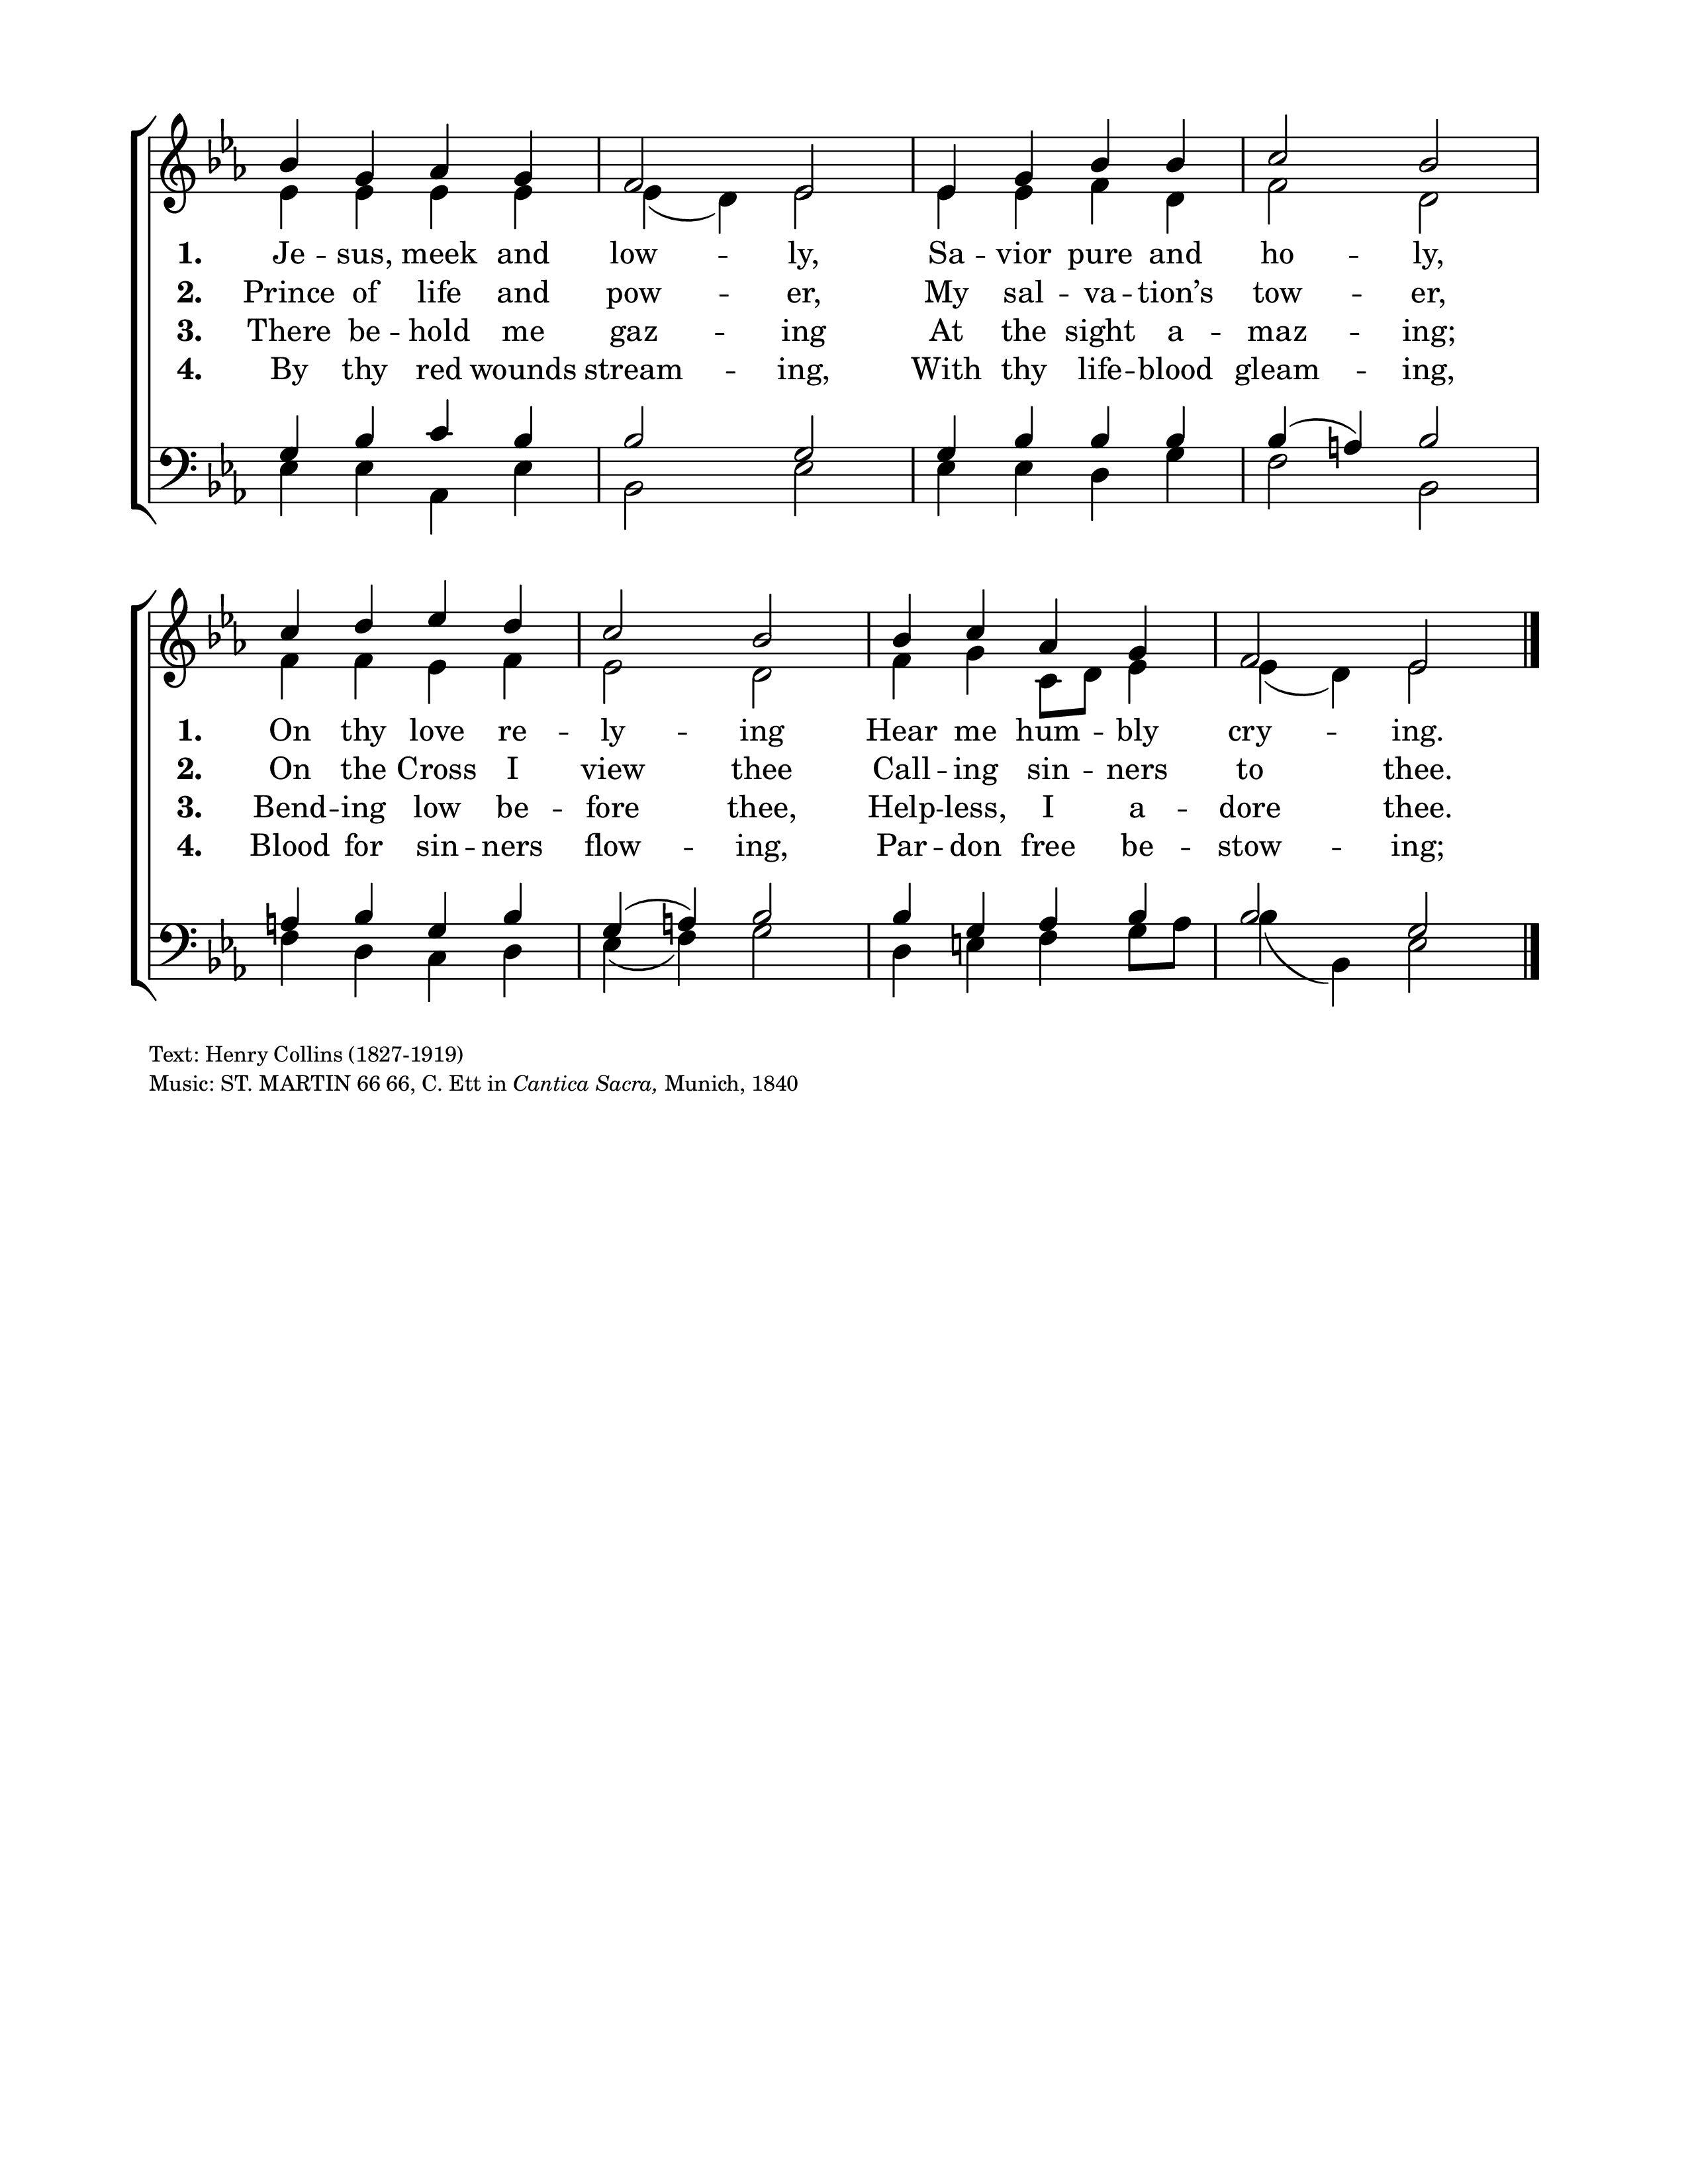 1. Je -- sus, meek and low -- ly, Sa -- vior pure and ho -- ly,
2. Prince of life and pow -- er, My sal -- va -- tion’s tow -- er,
3. There be -- hold me gaz -- ing At the sight a -- maz -- ing;
4. By thy red wounds stream -- ing, With thy life -- blood gleam -- ing,
1. On thy love re -- ly -- ing Hear me hum -- bly cry -- ing.
2. On the Cross I view thee Call -- ing sin -- ners to thee.
3. Bend -- ing low be -- fore thee, Help -- less, I a -- dore thee.
4. Blood for sin -- ners flow -- ing, Par -- don free be -- stow -- ing;
Text: Henry Collins (1827-1919)
Music: ST. MARTIN 66 66, C. Ett in Cantica Sacra, Munich, 1840